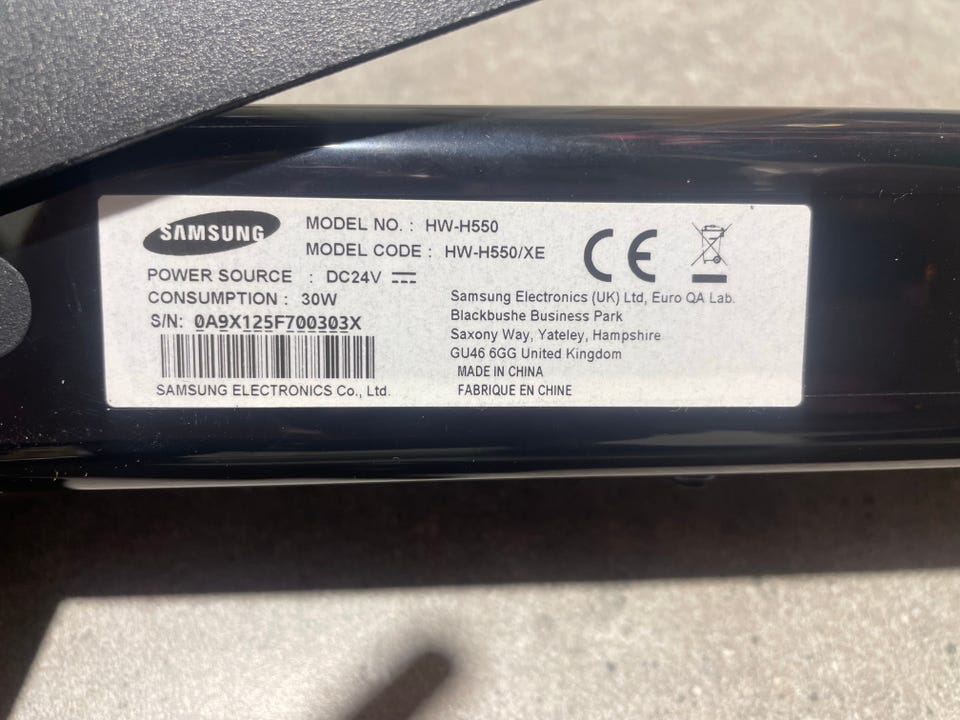 SAMSUNG
MODEL NO. : HW-H550
MODEL CODE : HW-H550/XE
POWER SOURCE : DC24V
CONSUMPTION : 30W
S/N: 0A9X125F700303X
SAMSUNG ELECTRONICS Co., Ltd.
CE
Samsung Electronics (UK) Ltd, Euro QA Lab.
Blackbushe Business Park
Saxony Way, Yateley, Hampshire
GU46 6GG United Kingdom
MADE IN CHINA
FABRIQUE EN CHINE